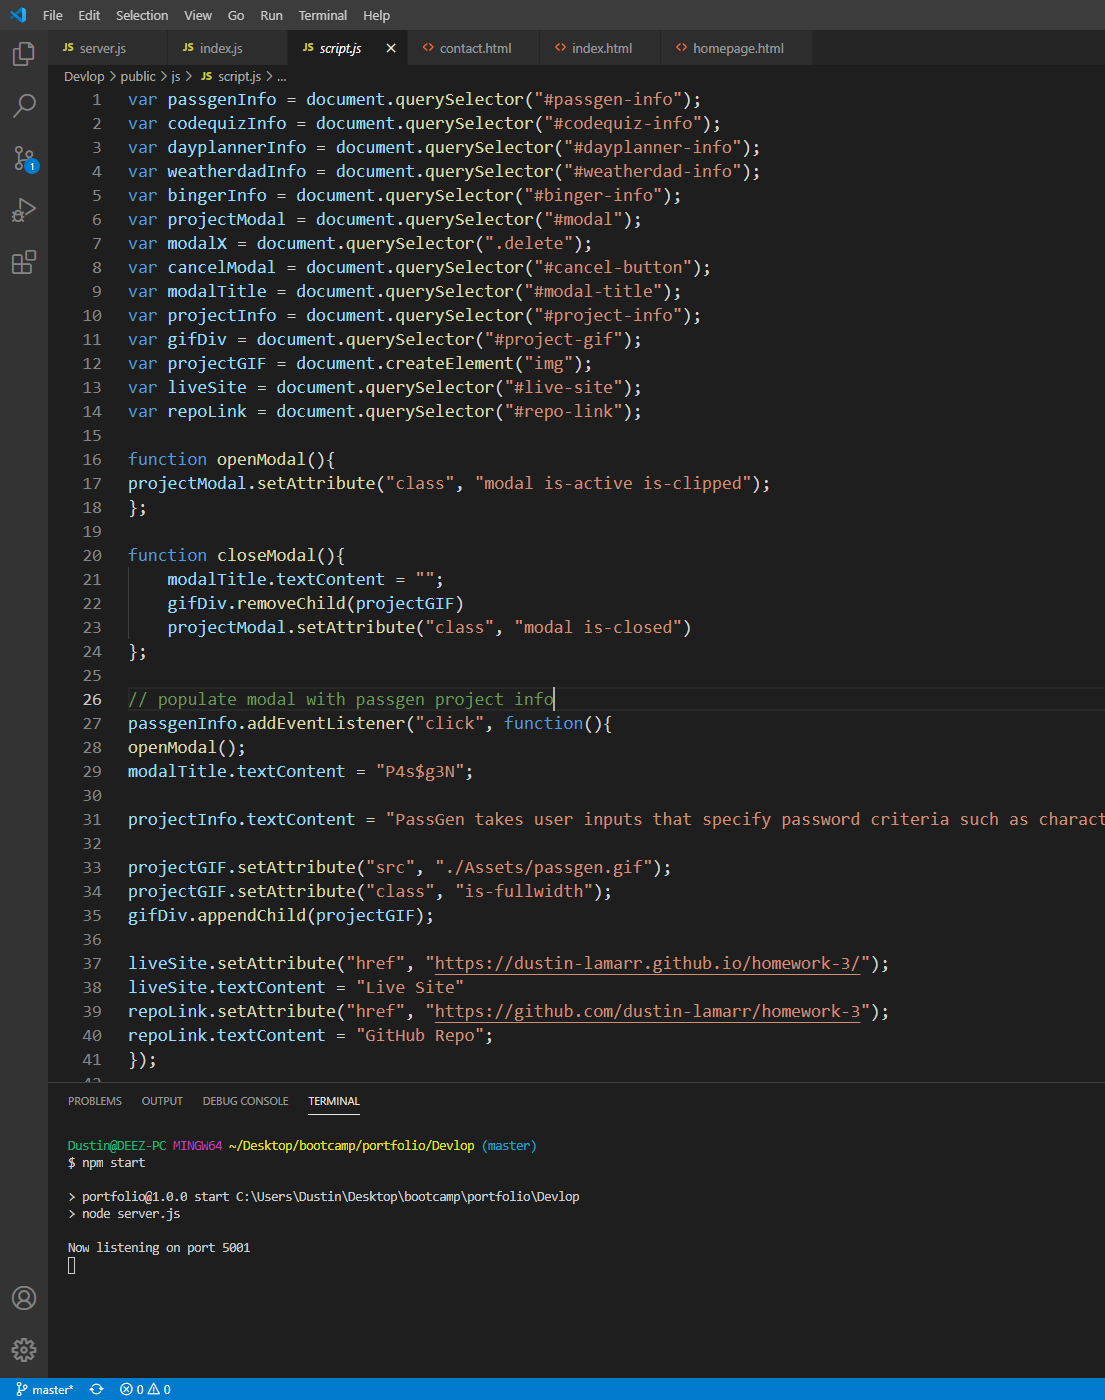 File Edit Selection View Go Run Terminal Help
JS server.js JS index.js JS script.js × <> contact.html <> index.html <> homepage.html
Devlop > public > js > JS script.js > ...
1 var passgenInfo = document.querySelector("#passgen-info");
2 var codequizInfo = document.querySelector("#codequiz-info");
3 var dayplannerInfo = document.querySelector("#dayplanner-info");
4 var weatherdadInfo = document.querySelector("#weatherdad-info");
5 var bingerInfo = document.querySelector("#binger-info");
6 var projectModal = document.querySelector("#modal");
7 var modalX = document.querySelector(".delete");
8 var cancelModal = document.querySelector("#cancel-button");
9 var modalTitle = document.querySelector("#modal-title");
10 var projectInfo = document.querySelector("#project-info");
11 var gifDiv = document.querySelector("#project-gif");
12 var projectGIF = document.createElement("img");
13 var liveSite = document.querySelector("#live-site");
14 var repoLink = document.querySelector("#repo-link");
15
16 function openModal(){
17 projectModal.setAttribute("class", "modal is-active is-clipped");
18 };
19
20 function closeModal(){
21 modalTitle.textContent = "";
22 gifDiv.removeChild(projectGIF)
23 projectModal.setAttribute("class", "modal is-closed")
24 };
25
26 // populate modal with passgen project info
27 passgenInfo.addEventListener("click", function(){
28 openModal();
29 modalTitle.textContent = "P4s$g3N";
30
31 projectInfo.textContent = "PassGen takes user inputs that specify password criteria such as charact
32
33 projectGIF.setAttribute("src", "./Assets/passgen.gif");
34 projectGIF.setAttribute("class", "is-fullwidth");
35 gifDiv.appendChild(projectGIF);
36
37 liveSite.setAttribute("href", "https://dustin-lamarr.github.io/homework-3/");
38 liveSite.textContent = "Live Site"
39 repoLink.setAttribute("href", "https://github.com/dustin-lamarr/homework-3");
40 repoLink.textContent = "GitHub Repo";
41 });
1
PROBLEMS OUTPUT DEBUG CONSOLE TERMINAL
Dustin@DEEZ-PC MINGW64 ~/Desktop/bootcamp/portfolio/Devlop (master)
$ npm start
> portfolio@1.0.0 start C:\Users\Dustin\Desktop\bootcamp\portfolio\Devlop
> node server.js
Now listening on port 5001
master* 0 0